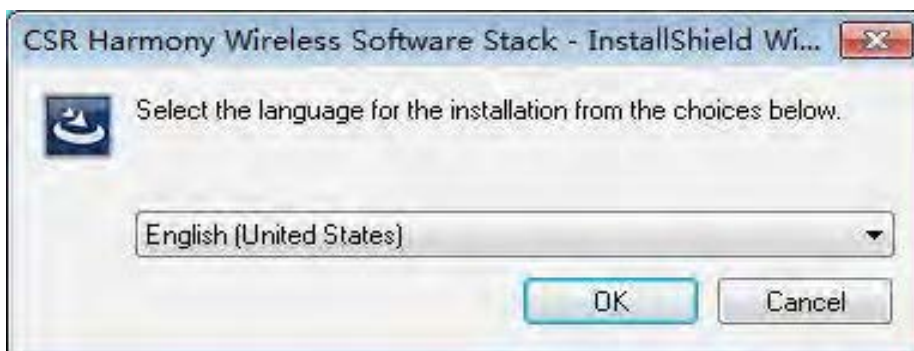 CSR Harmony Wireless Software Stack - InstallShield Wi...
Select the language for the installation from the choices below.
English (United States)
OK
Cancel